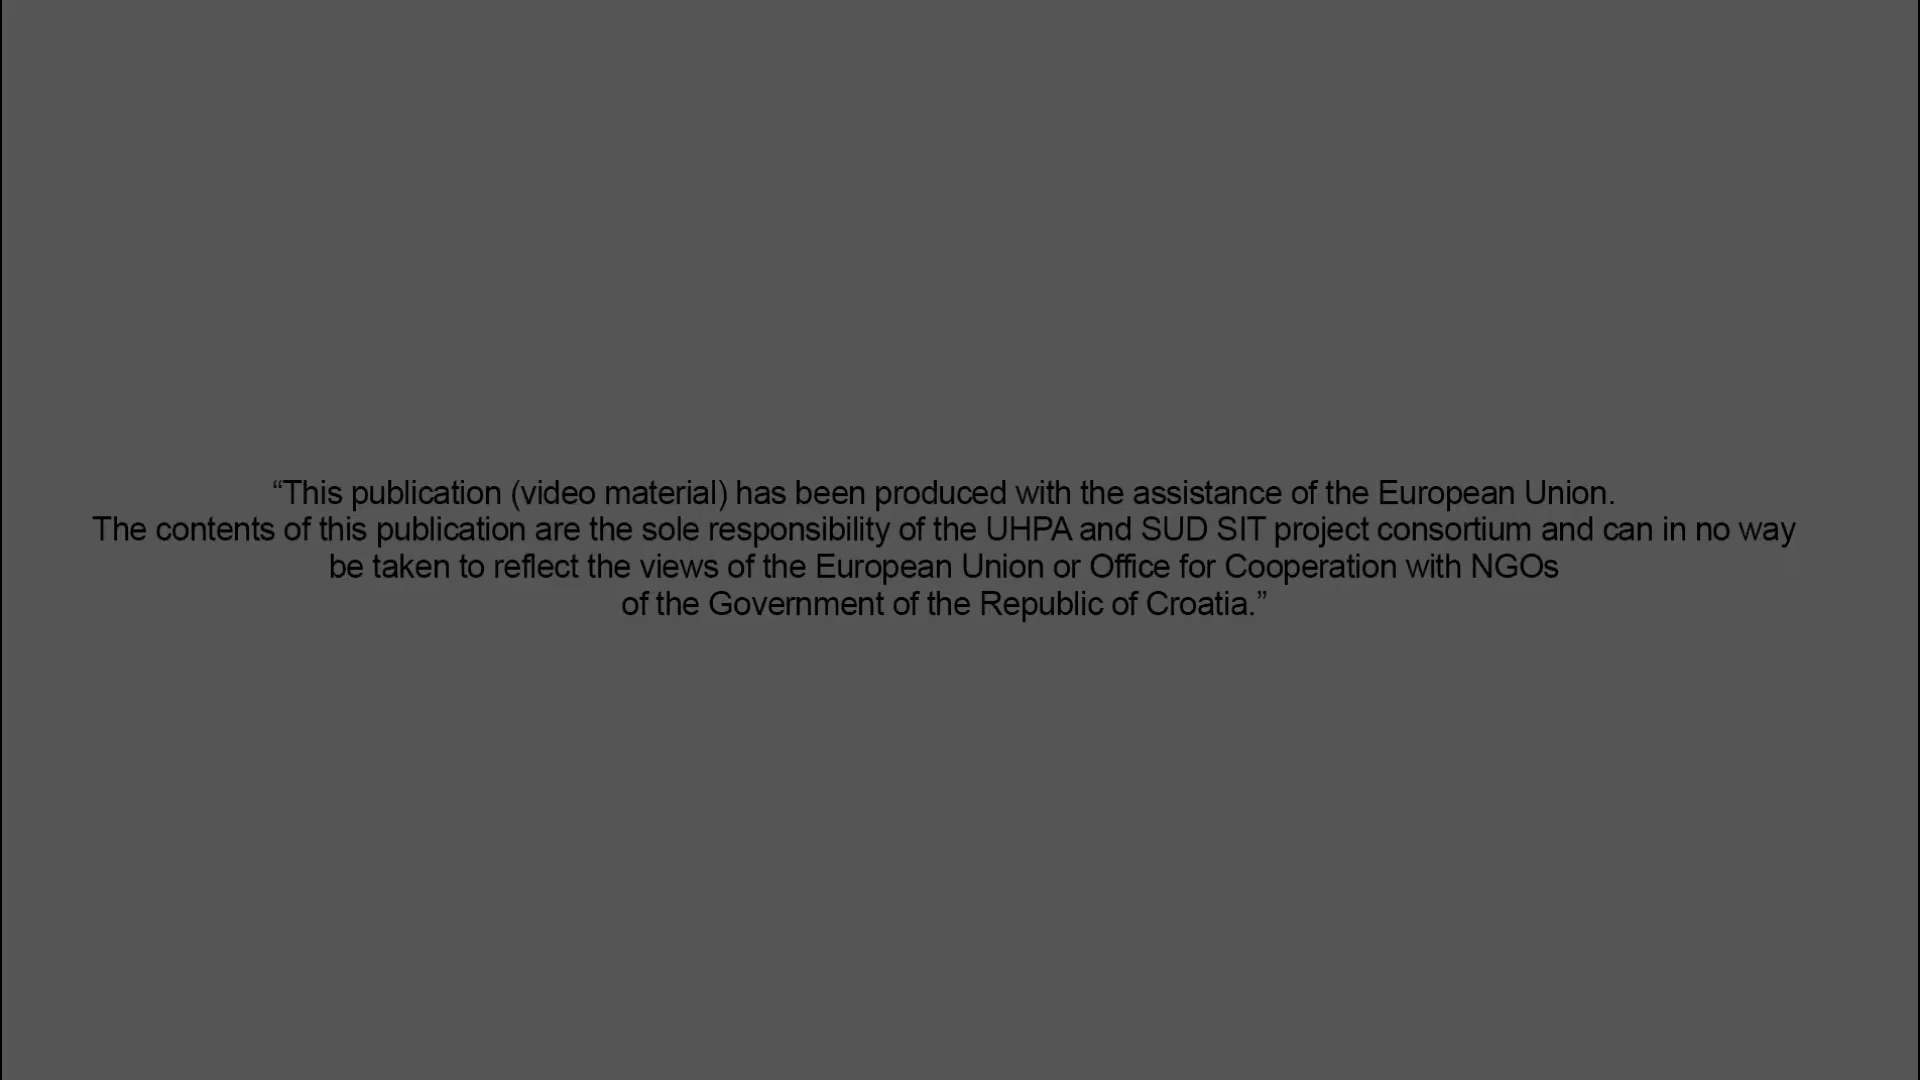 “This publication (video material) has been produced with the assistance of the European Union.
The contents of this publication are the sole responsibility of the UHPA and SUD SIT project consortium and can in no way
be taken to reflect the views of the European Union or Office for Cooperation with NGOs
of the Government of the Republic of Croatia.”